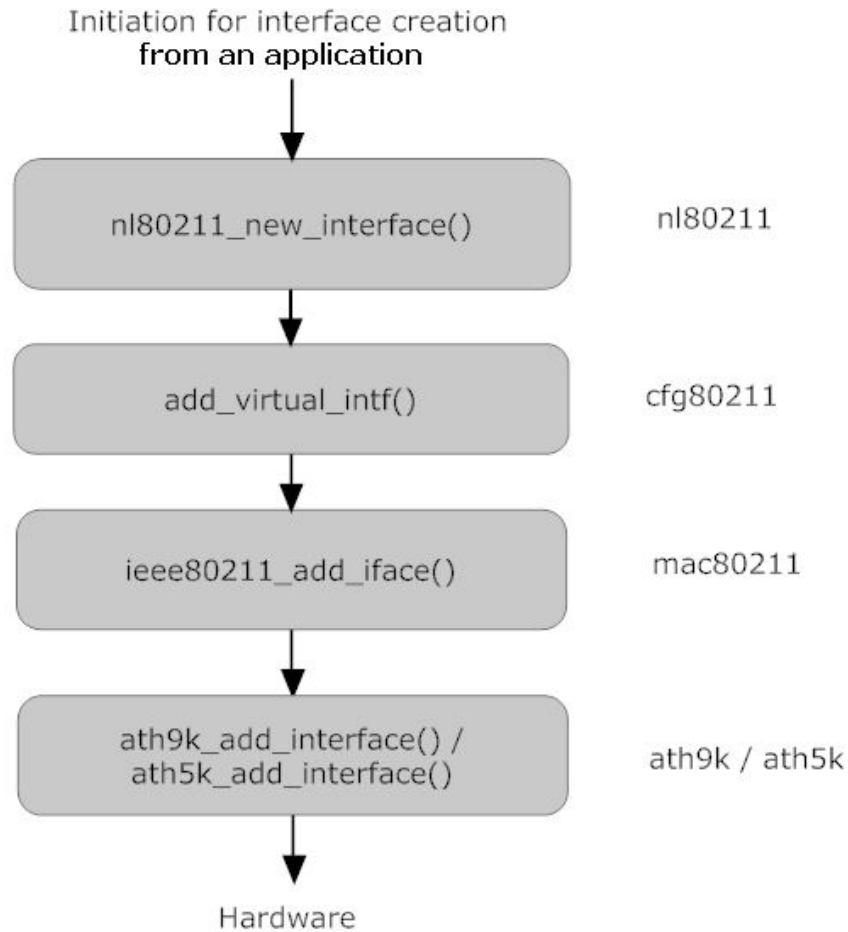 Initiation for interface creation
from an application
nl80211_new_interface()
nl80211
add_virtual_intf()
cfg80211
ieee80211_add_iface()
mac80211
ath9k_add_interface() /
ath5k_add_interface()
ath9k / ath5k
Hardware